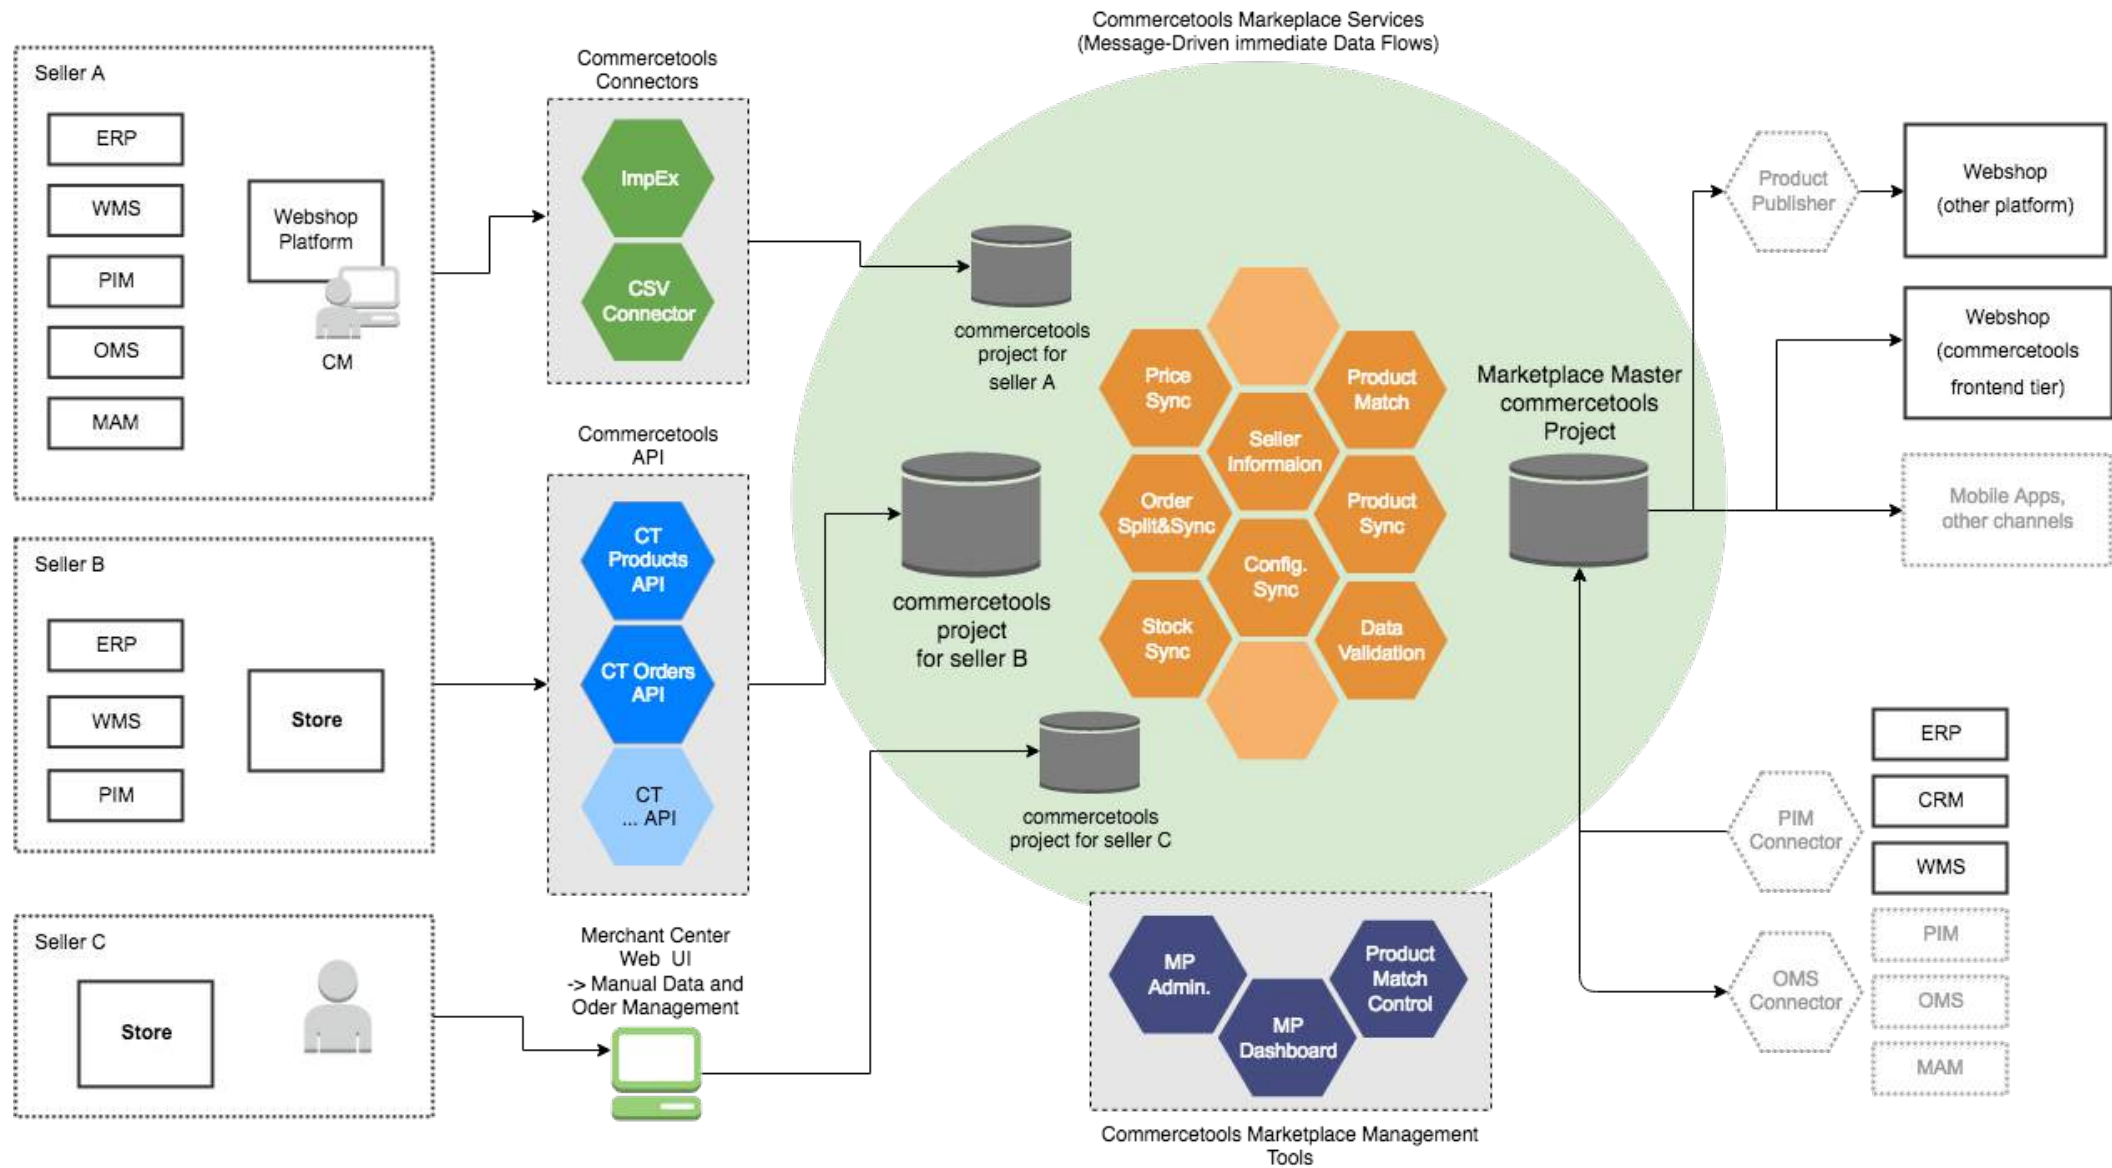 Commercetools Markeplace Services
(Message-Driven immediate Data Flows)
Seller A
ERP
WMS
PIM
OMS
MAM
Webshop
Platform
CM
Commercetools
Connectors
ImpEx
CSV
Connector
Commercetools
API
CT
Products
API
CT Orders
API
CT
... API
Seller B
ERP
WMS
PIM
Store
Seller C
Store
Merchant Center
Web UI
-> Manual Data and
Oder Management
commercetools
project for
seller A
commercetools
project
for seller B
commercetools
project for seller C
Price
Sync
Product
Match
Seller
Informaion
Order
Split&Sync
Product
Sync
Config.
Sync
Stock
Sync
Data
Validation
Marketplace Master
commercetools
Project
MP
Admin.
MP
Dashboard
Product
Match
Control
Commercetools Marketplace Management
Tools
Product
Publisher
Webshop
(other platform)
Webshop
(commercetools
frontend tier)
Mobile Apps,
other channels
PIM
Connector
OMS
Connector
ERP
CRM
WMS
PIM
OMS
MAM